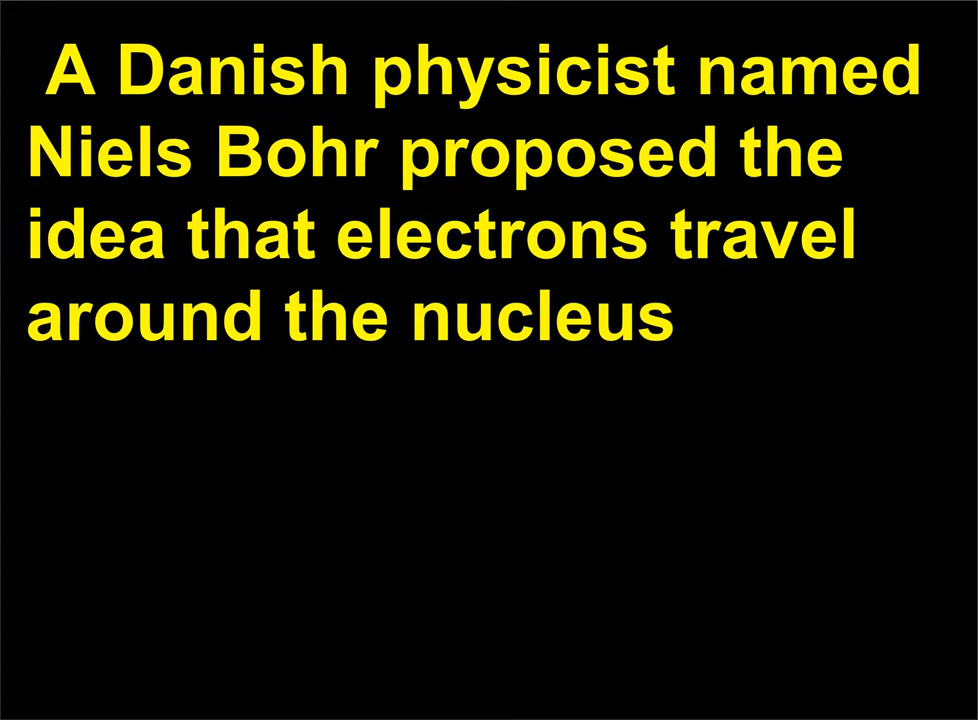 A Danish physicist named
Niels Bohr proposed the
idea that electrons travel
around the nucleus